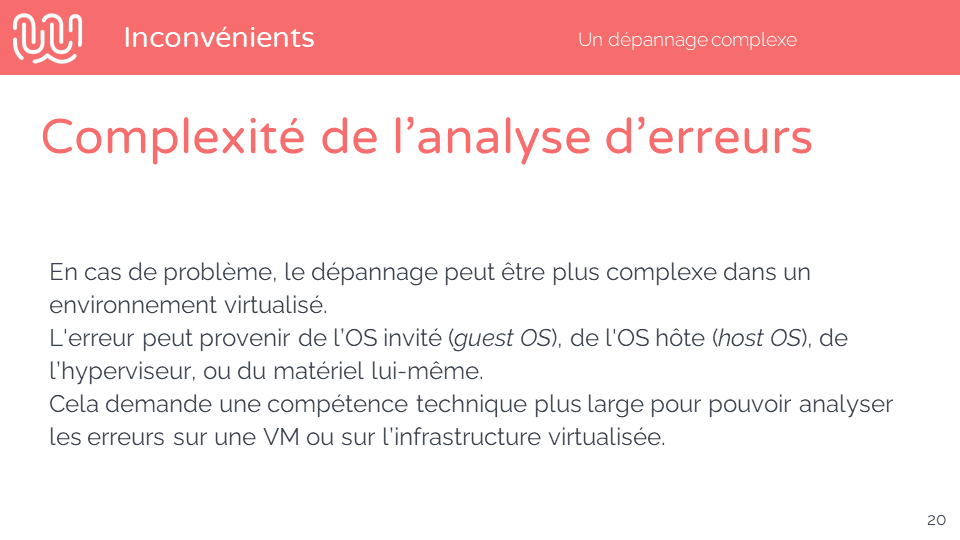 Inconvénients
Un dépannage complexe
Complexité de l’analyse d’erreurs
En cas de problème, le dépannage peut être plus complexe dans un
environnement virtualisé.
L'erreur peut provenir de l’OS invité (guest OS), de l'OS hôte (host OS), de
l’hyperviseur, ou du matériel lui-même.
Cela demande une compétence technique plus large pour pouvoir analyser
les erreurs sur une VM ou sur l’infrastructure virtualisée.
20